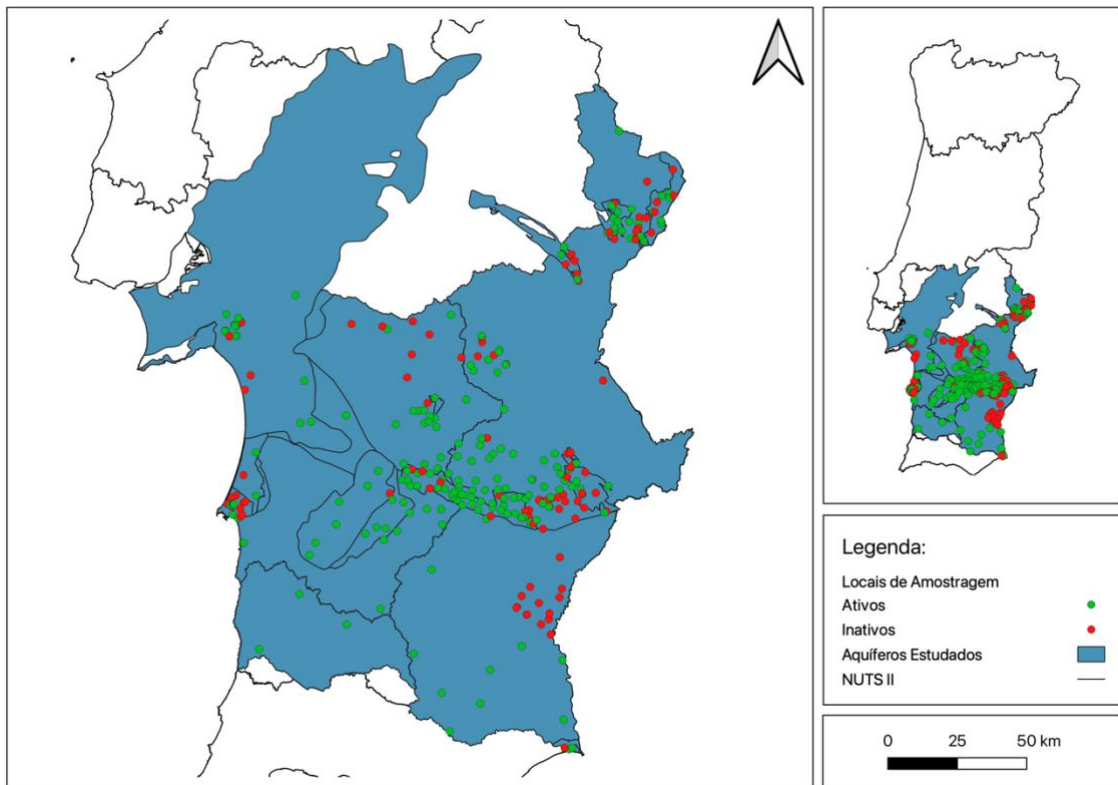 Legenda:
Locais de Amostragem
Ativos
Inativos
Aquíferos Estudados
NUTS II
0 25 50 km